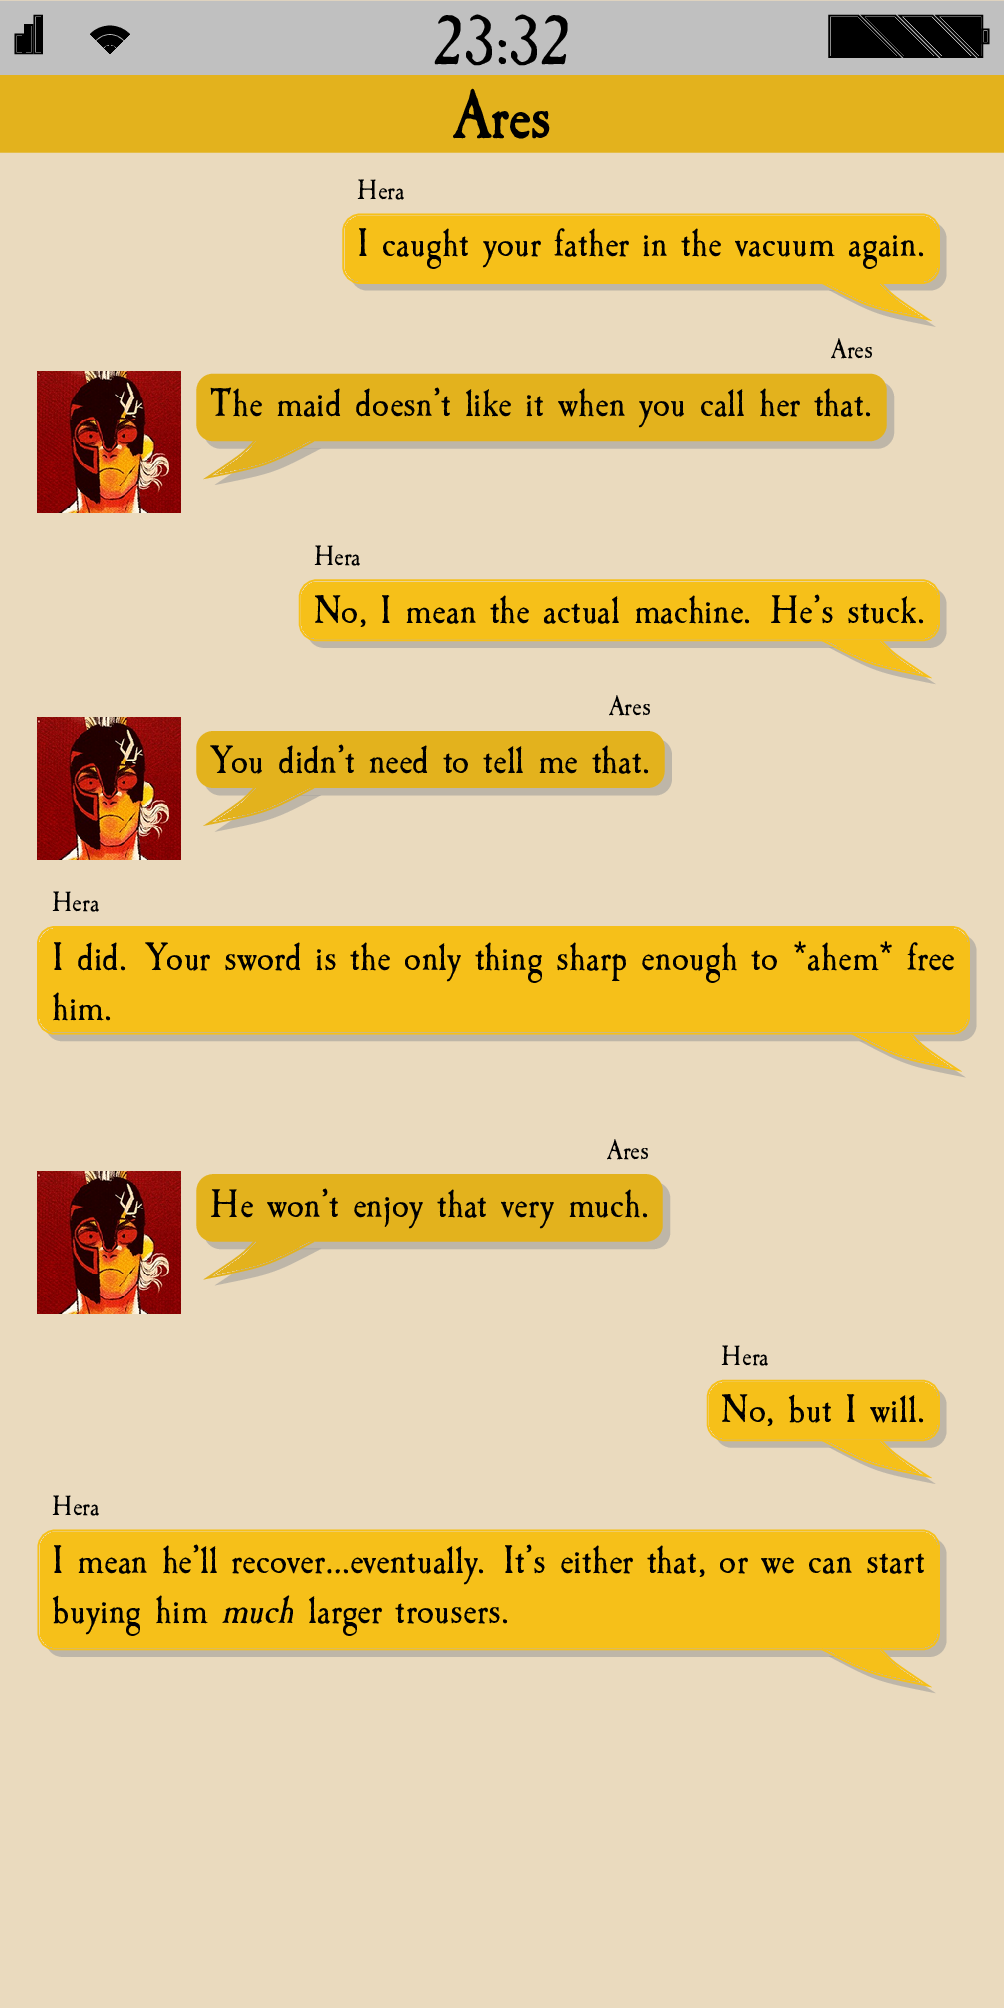 23:32
Ares
Hera
I caught your father in the vacuum again.
Ares
The maid doesn't like it when you call her that.
Hera
No, I mean the actual machine. He's stuck.
Ares
You didn't need to tell me that.
Hera
I did. Your sword is the only thing sharp enough to *ahem* free
him.
Ares
He won't enjoy that very much.
Hera
No, but I will.
Hera
I mean he'll recover...eventually. It's either that, or we can start
buying him much larger trousers.